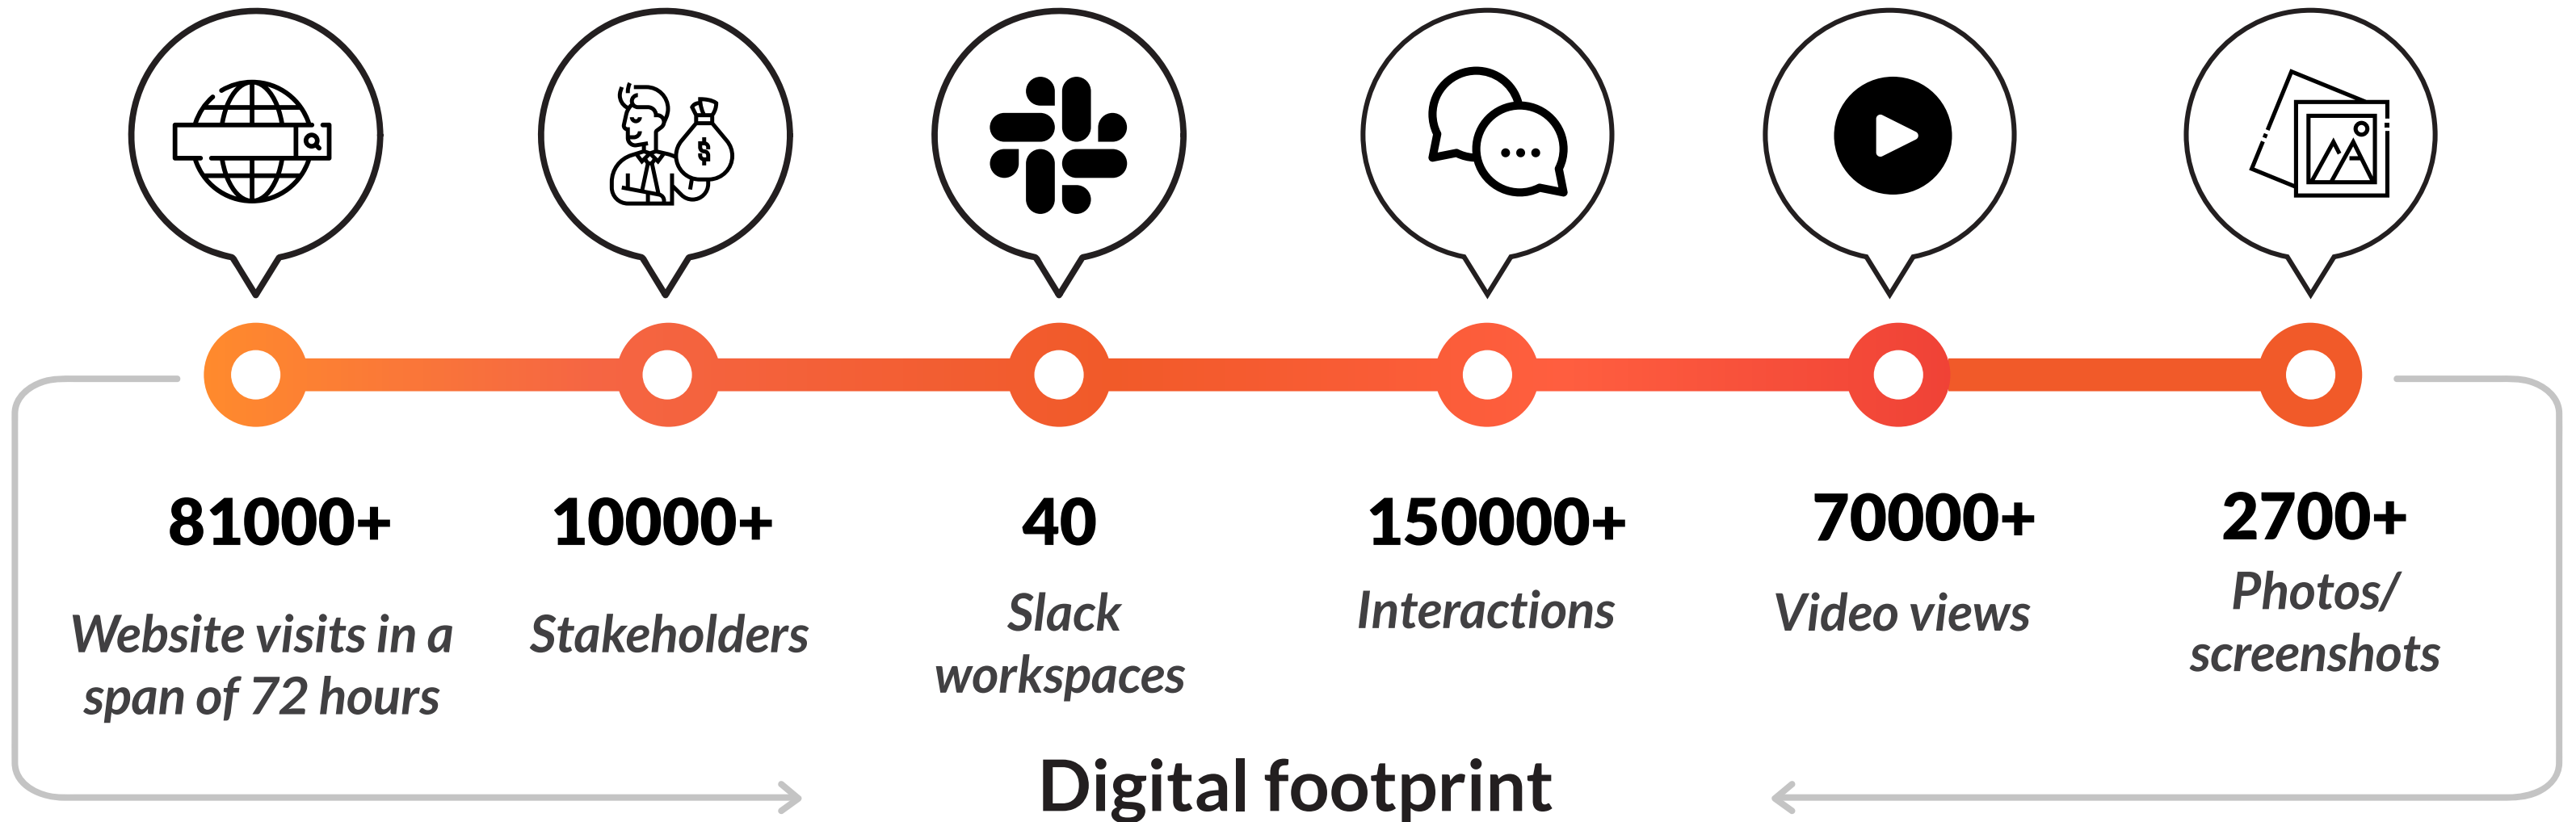 $
81000+
Website visits in a
span of 72 hours
10000+
Stakeholders
40
Slack
workspaces
150000+
Interactions
70000+
Video views
2700+
Photos/
screenshots
Digital footprint